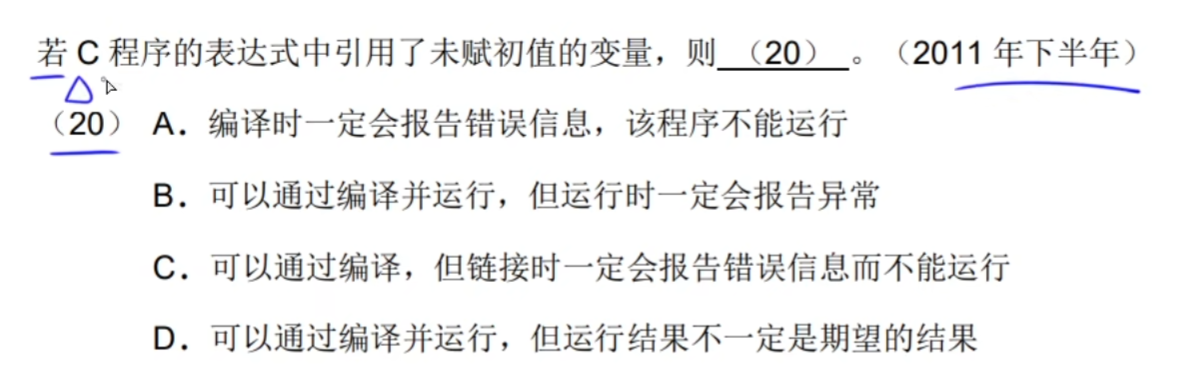 若 C 程序的表达式中引用了未赋初值的变量，则 （20） 。（2011 年下半年）
（20） A．编译时一定会报告错误信息，该程序不能运行
B．可以通过编译并运行，但运行时一定会报告异常
C．可以通过编译，但链接时一定会报告错误信息而不能运行
D．可以通过编译并运行，但运行结果不一定是期望的结果